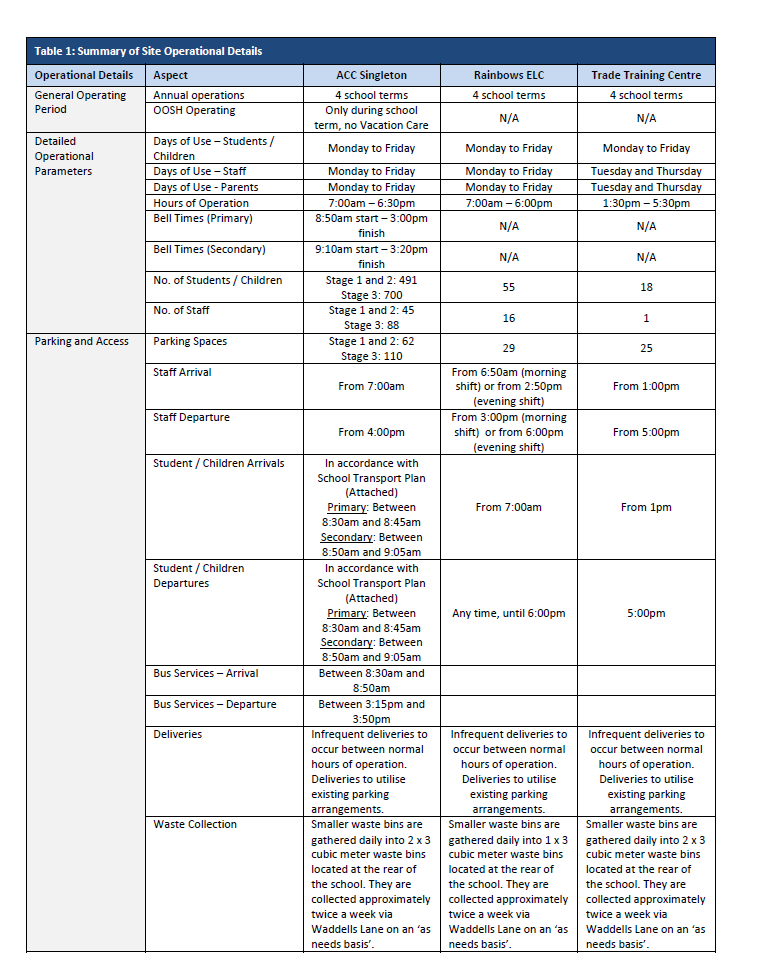 Table 1: Summary of Site Operational Details
Operational Details Aspect ACC Singleton Rainbows ELC Trade Training Centre
General Operating Period
Annual operations 4 school terms 4 school terms 4 school terms
OOSH Operating
Only during school
term, no Vacation Care
N/A
N/A
Detailed
Operational
Parameters
Days of Use – Students /
Children
Monday to Friday
Monday to Friday
Monday to Friday
Days of Use – Staff Monday to Friday Monday to Friday Tuesday and Thursday
Days of Use - Parents Monday to Friday Monday to Friday Tuesday and Thursday
Hours of Operation 7:00am – 6:30pm 7:00am – 6:00pm 1:30pm – 5:30pm
Bell Times (Primary)
8:50am start – 3:00pm
finish
N/A
N/A
Bell Times (Secondary)
9:10am start – 3:20pm
finish
N/A
N/A
No. of Students / Children
Stage 1 and 2: 491
Stage 3: 700
55
18
No. of Staff
Stage 1 and 2: 45
Stage 3: 88
16
1
Parking and Access
Parking Spaces
Stage 1 and 2: 62
Stage 3: 110
29
25
Staff Arrival
From 7:00am
From 6:50am (morning
shift) or from 2:50pm
(evening shift)
From 1:00pm
Staff Departure
From 4:00pm
From 3:00pm (morning
shift) or from 6:00pm
(evening shift)
From 5:00pm
Student / Children Arrivals
In accordance with
School Transport Plan
(Attached)
Primary: Between
8:30am and 8:45am
Secondary: Between
8:50am and 9:05am
From 7:00am
From 1pm
Student / Children
Departures
In accordance with
School Transport Plan
(Attached)
Primary: Between
8:30am and 8:45am
Secondary: Between
8:50am and 9:05am
Any time, until 6:00pm
5:00pm
Bus Services – Arrival
Between 8:30am and
8:50am
Bus Services – Departure
Between 3:15pm and
3:50pm
Deliveries
Infrequent deliveries to
occur between normal
hours of operation.
Deliveries to utilise
existing parking
arrangements.
Infrequent deliveries to
occur between normal
hours of operation.
Deliveries to utilise
existing parking
arrangements.
Infrequent deliveries to
occur between normal
hours of operation.
Deliveries to utilise
existing parking
arrangements.
Waste Collection
Smaller waste bins are
gathered daily into 2 x 3
cubic meter waste bins
located at the rear of
the school. They are
collected approximately
twice a week via
Waddells Lane on an ‘as
needs basis’.
Smaller waste bins are
gathered daily into 1 x 3
cubic meter waste bins
located at the rear of
the school. They are
collected approximately
twice a week via
Waddells Lane on an ‘as
needs basis’.
Smaller waste bins are
gathered daily into 2 x 3
cubic meter waste bins
located at the rear of
the school. They are
collected approximately
twice a week via
Waddells Lane on an ‘as
needs basis’.